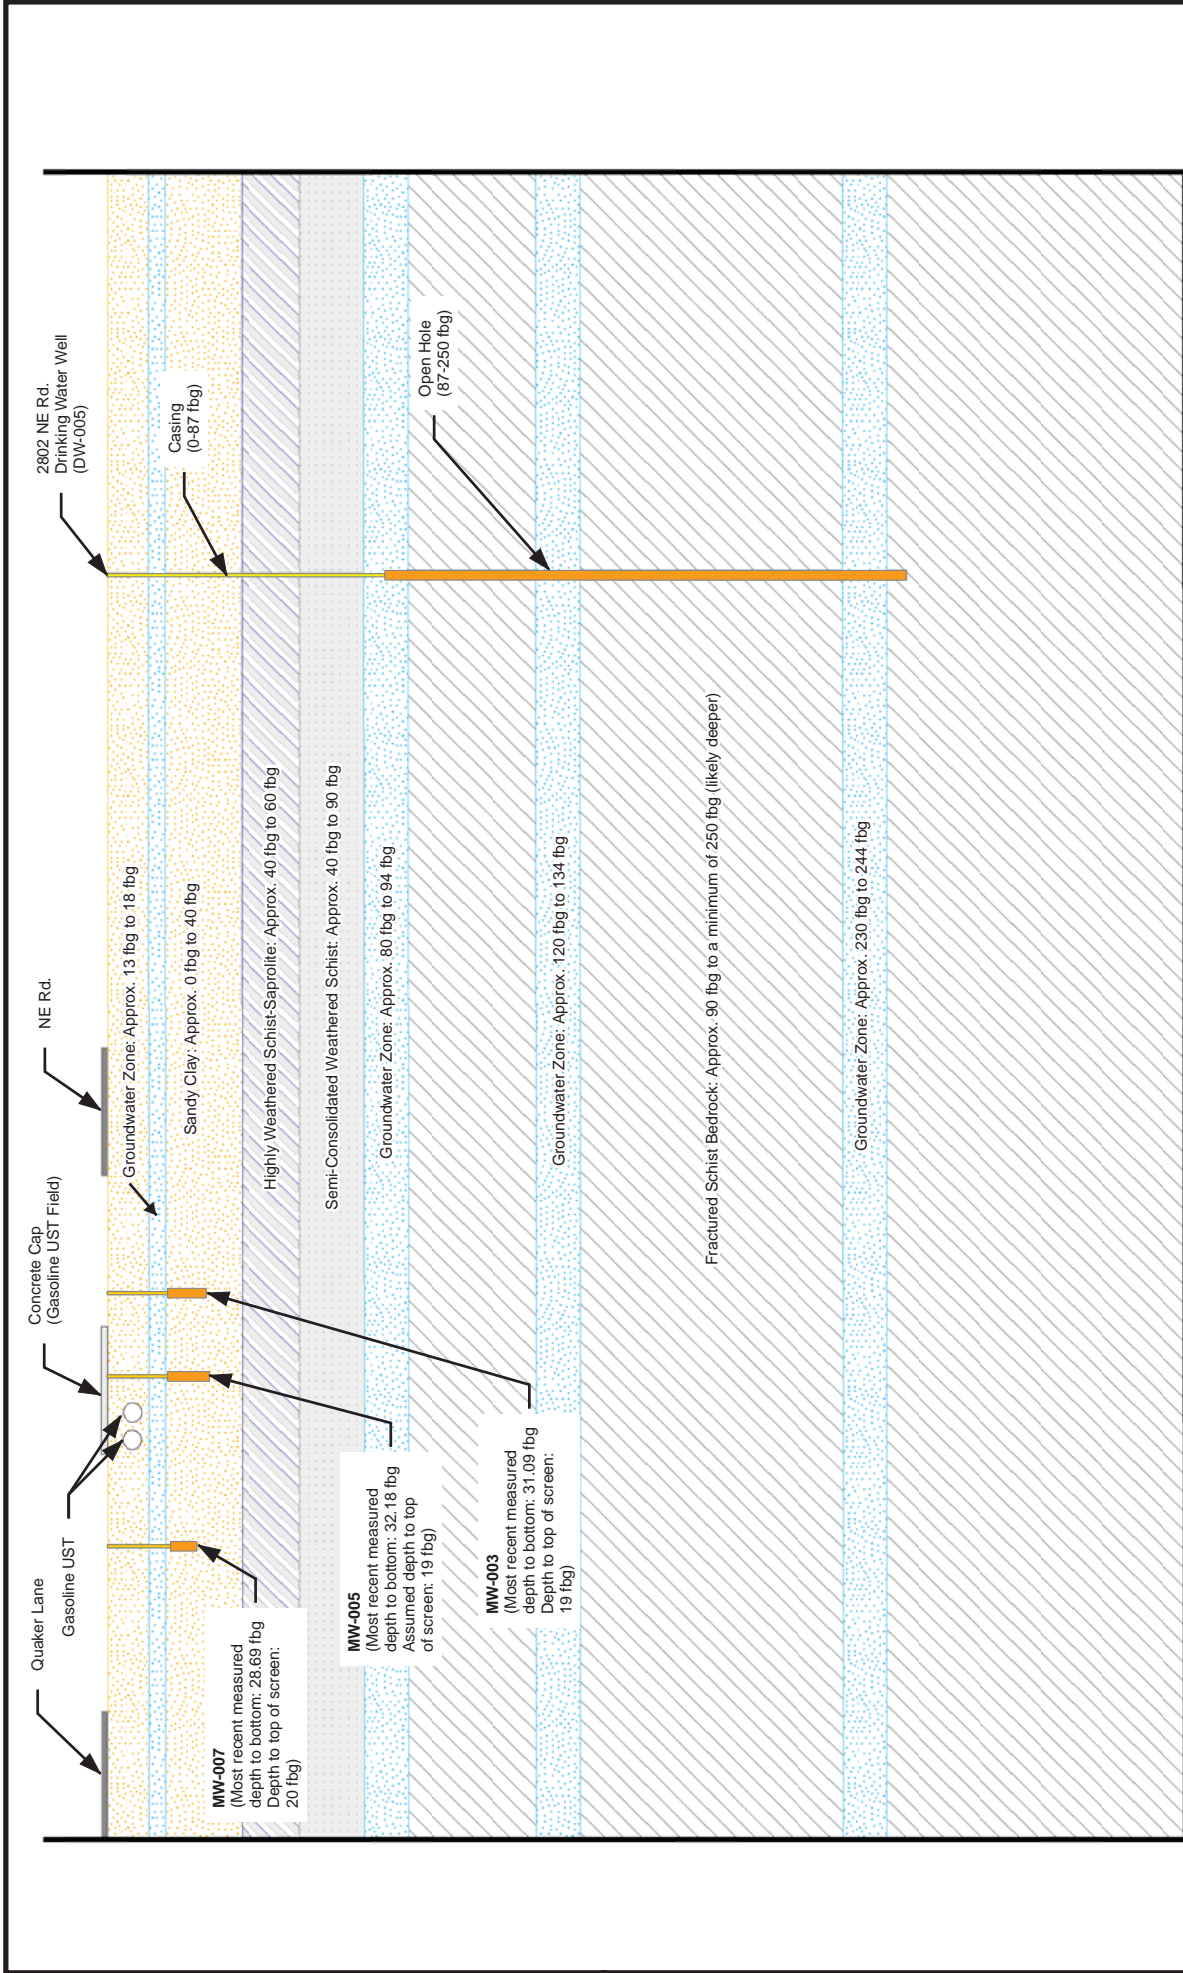 Quaker Lane
Gasoline UST
Concrete Cap
(Gasoline UST Field)
NE Rd.
2802 NE Rd.
Drinking Water Well
(DW-005)
Casing
(0-87 fbg)
Open Hole
(87-250 fbg)
Groundwater Zone: Approx. 13 fbg to 18 fbg
Sandy Clay: Approx. 0 fbg to 40 fbg
Highly Weathered Schist-Saprolite: Approx. 40 fbg to 60 fbg
Semi-Consolidated Weathered Schist: Approx. 40 fbg to 90 fbg
Groundwater Zone: Approx. 80 fbg to 94 fbg
Groundwater Zone: Approx. 120 fbg to 134 fbg
Fractured Schist Bedrock: Approx. 90 fbg to a minimum of 250 fbg (likely deeper)
Groundwater Zone: Approx. 230 fbg to 244 fbg
MW-007
(Most recent measured
depth to bottom: 28.69 fbg
Depth to top of screen:
20 fbg)
MW-005
(Most recent measured
depth to bottom: 32.18 fbg
Assumed depth to top
of screen: 19 fbg)
MW-003
(Most recent measured
depth to bottom: 31.09 fbg
Depth to top of screen:
19 fbg)